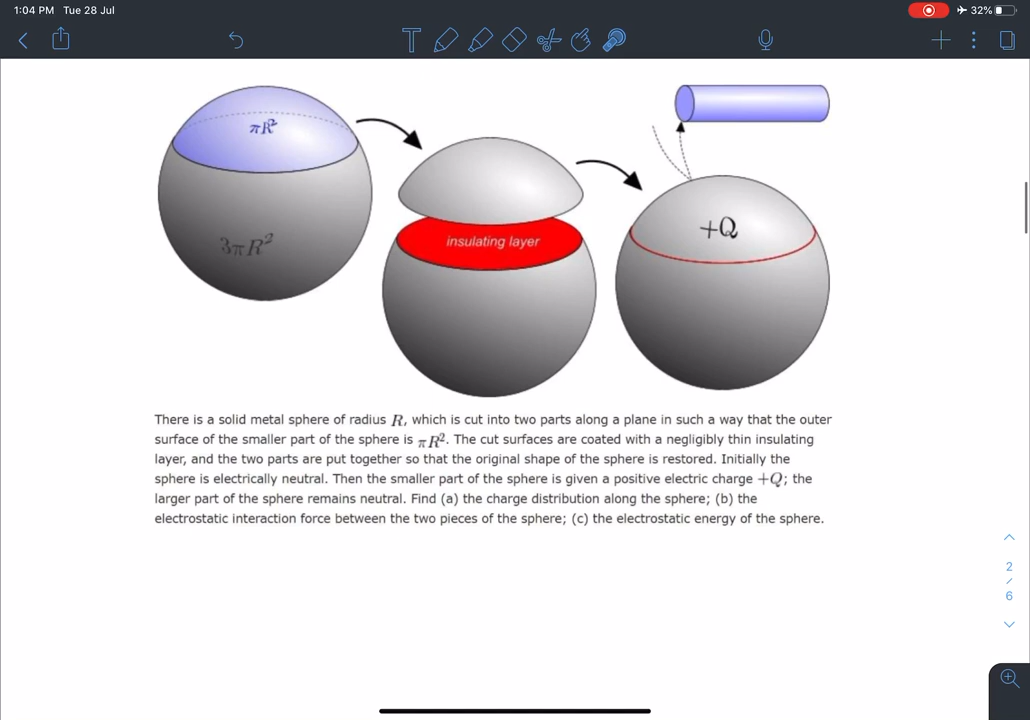 1:04 PM Tue 28 Jul
32%
πR²
3πR²
insulating layer
+Q
There is a solid metal sphere of radius R, which is cut into two parts along a plane in such a way that the outer
surface of the smaller part of the sphere is πR². The cut surfaces are coated with a negligibly thin insulating
layer, and the two parts are put together so that the original shape of the sphere is restored. Initially the
sphere is electrically neutral. Then the smaller part of the sphere is given a positive electric charge +Q; the
larger part of the sphere remains neutral. Find (a) the charge distribution along the sphere; (b) the
electrostatic interaction force between the two pieces of the sphere; (c) the electrostatic energy of the sphere.
2
/
6